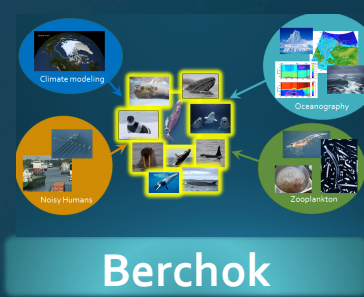 Climate modeling
Oceanography
Noisy Humans
Zooplankton
Berchok